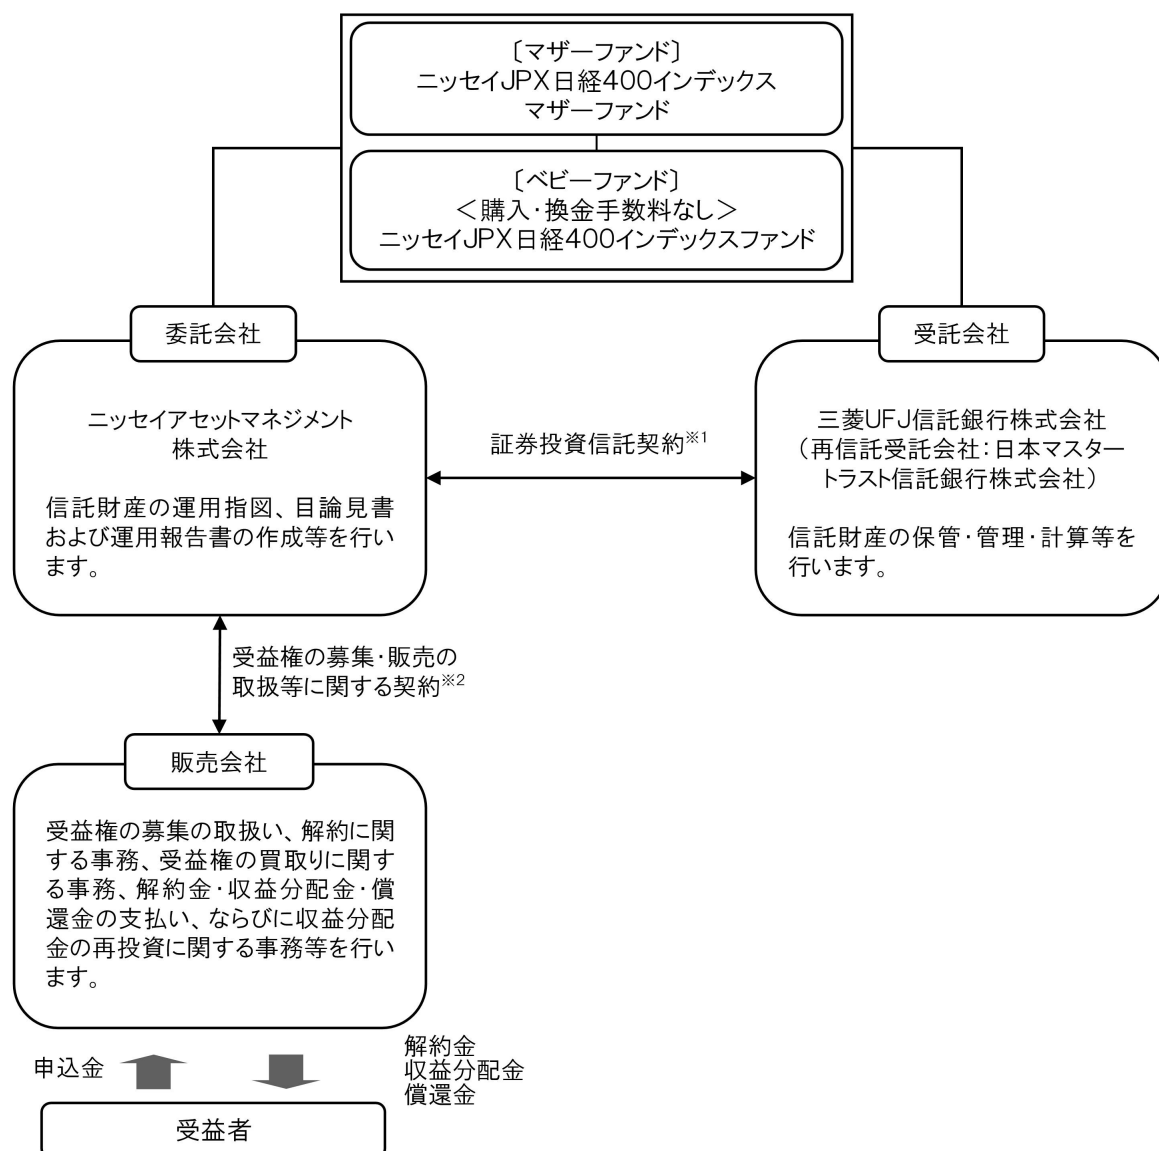 〔マザーファンド〕
ニッセイJPX日経400インデックス
マザーファンド
〔ベビーファンド〕
＜購入・換金手数料なし＞
ニッセイJPX日経400インデックスファンド
委託会社
ニッセイアセットマネジメント
株式会社
信託財産の運用指図、目論見書
および運用報告書の作成等を行い
ます。
証券投資信託契約※1
受託会社
三菱UFJ信託銀行株式会社
（再信託受託会社：日本マスター
トラスト信託銀行株式会社）
信託財産の保管・管理・計算等を
行います。
受益権の募集・販売の
取扱等に関する契約※2
販売会社
受益権の募集の取扱い、解約に関
する事務、受益権の買取りに関す
る事務、解約金・収益分配金・償
還金の支払い、ならびに収益分配
金の再投資に関する事務等を行い
ます。
申込金
解約金
収益分配金
償還金
受益者